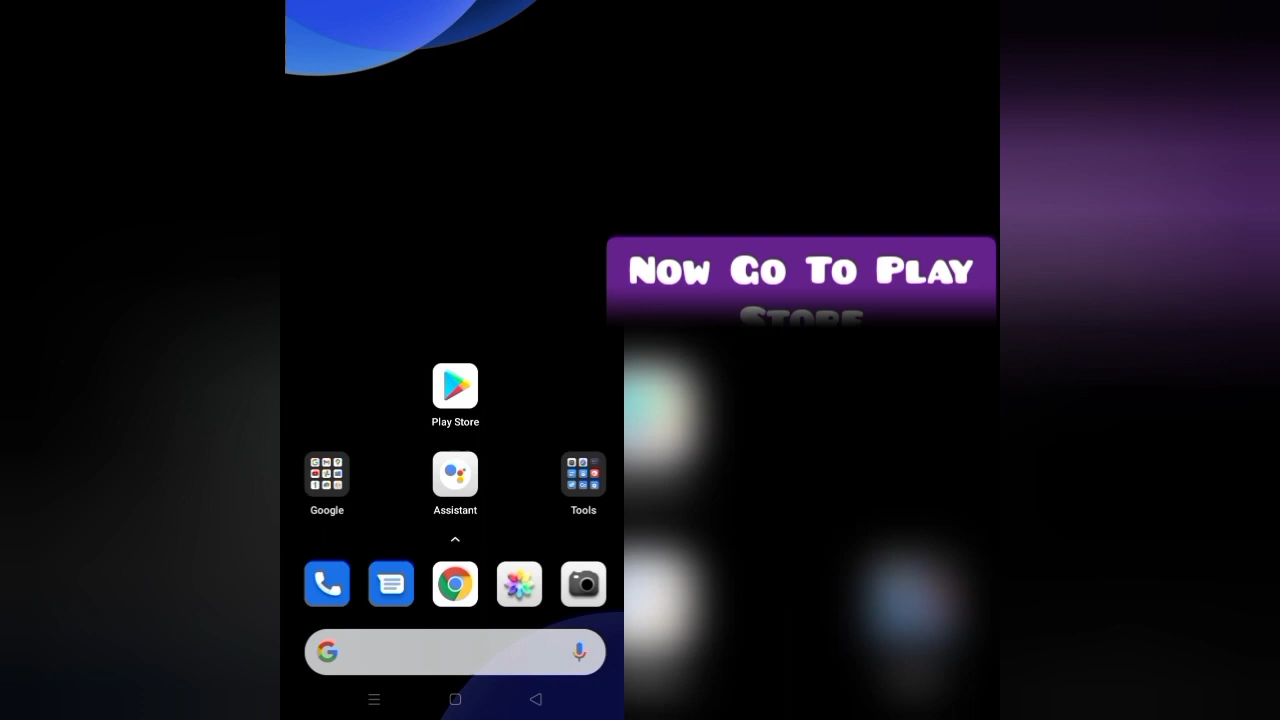 Now Go To Play
Store
Play Store
Google
Assistant
Tools